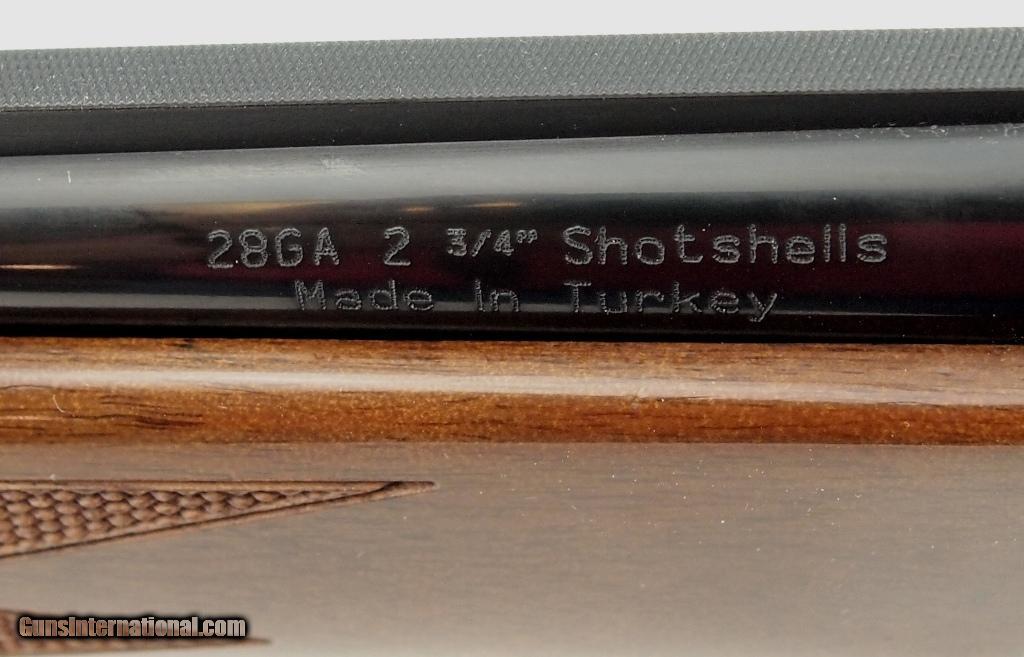 28GA 2 3/4" Shotshells
Made in Turkey
GunsInternational.com